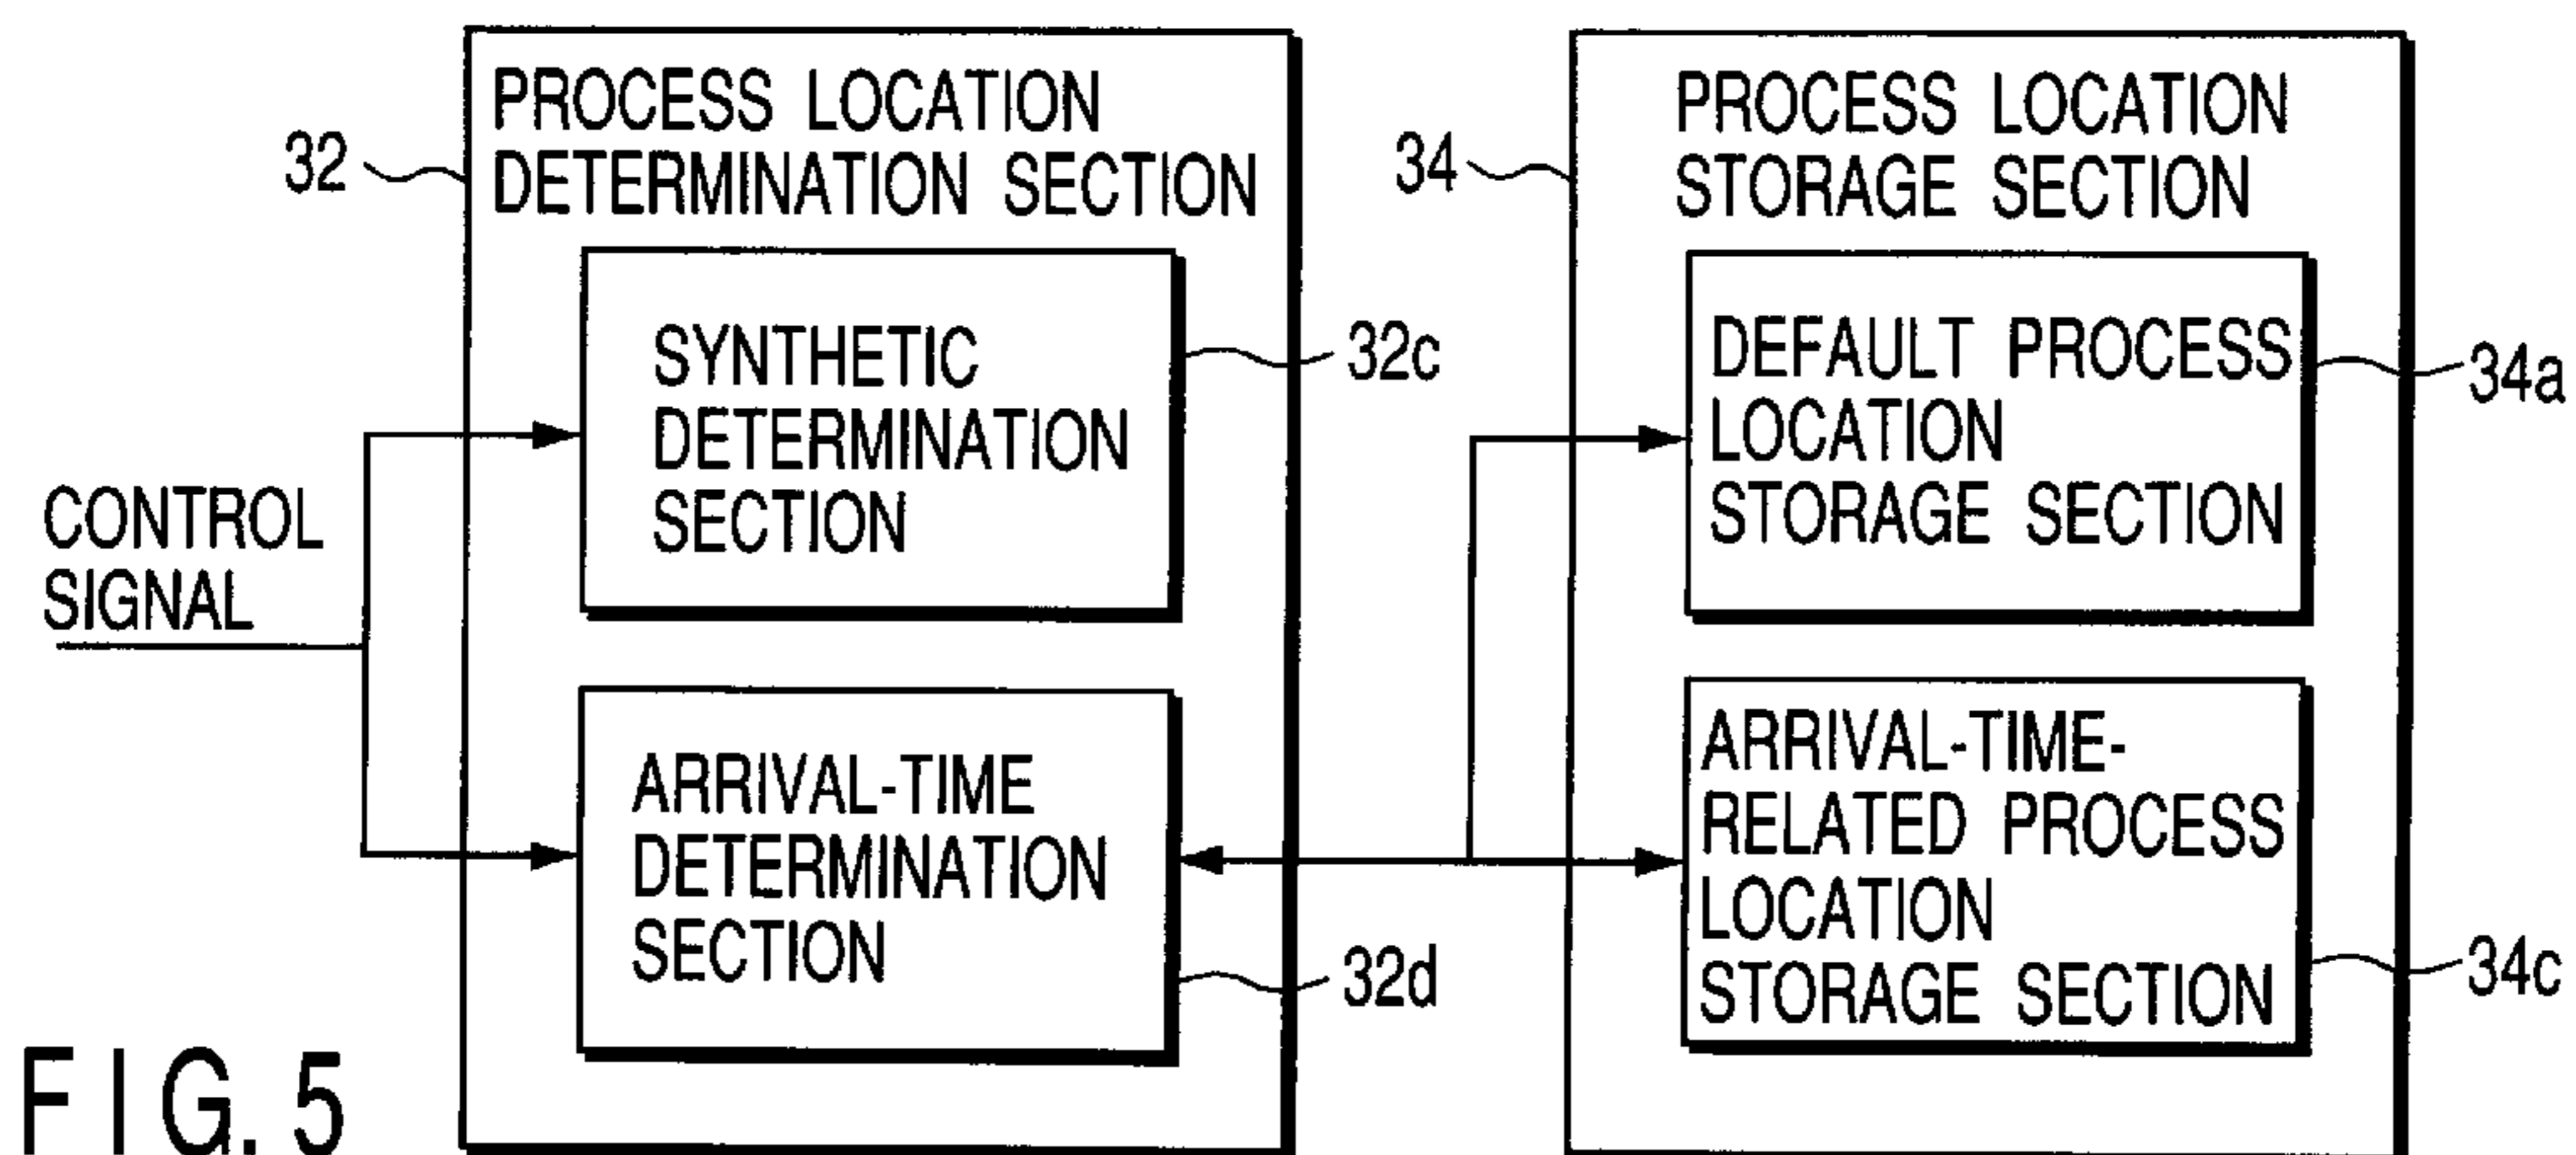 PROCESS LOCATION
DETERMINATION SECTION
32
SYNTHETIC
DETERMINATION
SECTION
32c
CONTROL
SIGNAL
ARRIVAL-TIME
DETERMINATION
SECTION
32d
PROCESS LOCATION
STORAGE SECTION
34
DEFAULT PROCESS
LOCATION
STORAGE SECTION
34a
ARRIVAL-TIME-
RELATED PROCESS
LOCATION
STORAGE SECTION
34c
FIG. 5